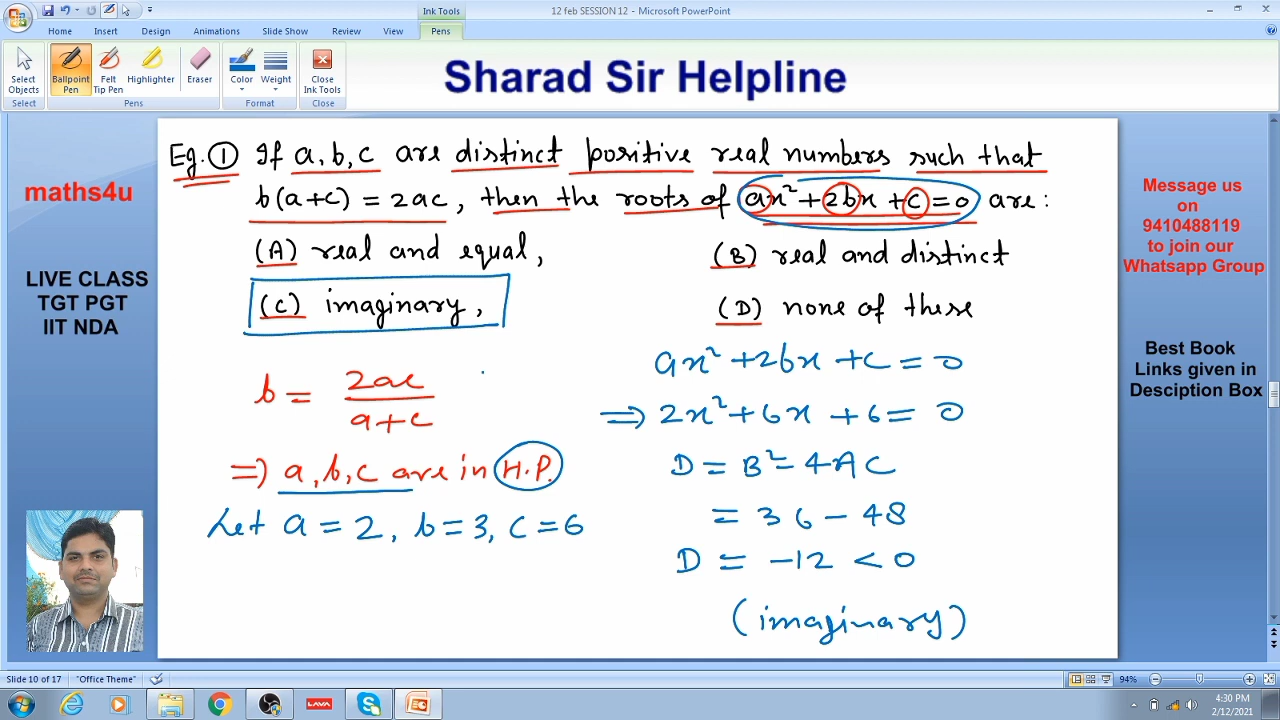 Ink Tools
12 feb SESSION 12 - Microsoft PowerPoint
Home Insert Design Animations Slide Show Review View Pens
Select Objects
Ballpoint Pen
Felt Tip Pen
Highlighter
Eraser
Color
Weight
Close Ink Tools
Select Pens Format Close
Sharad Sir Helpline
maths4u
LIVE CLASS
TGT PGT
IIT NDA
Eg. ① If a, b, c are distinct positive real numbers such that
b(a+c) = 2ac, then the roots of ax²+2bx+c=0 are:
(A) real and equal, (B) real and distinct
(C) imaginary, (D) none of these
b = 2ac/a+c
=> a, b, c are in H.P.
Let a = 2, b = 3, c = 6
ax² + 2bx + c = 0
=> 2x² + 6x + 6 = 0
D = B² - 4AC
= 36 - 48
D = -12 < 0
(imaginary)
Message us
on
9410488119
to join our
Whatsapp Group
Best Book
Links given in
Desciption Box
Slide 10 of 17 "Office Theme" 94%
LAVA
4:30 PM
2/12/2021